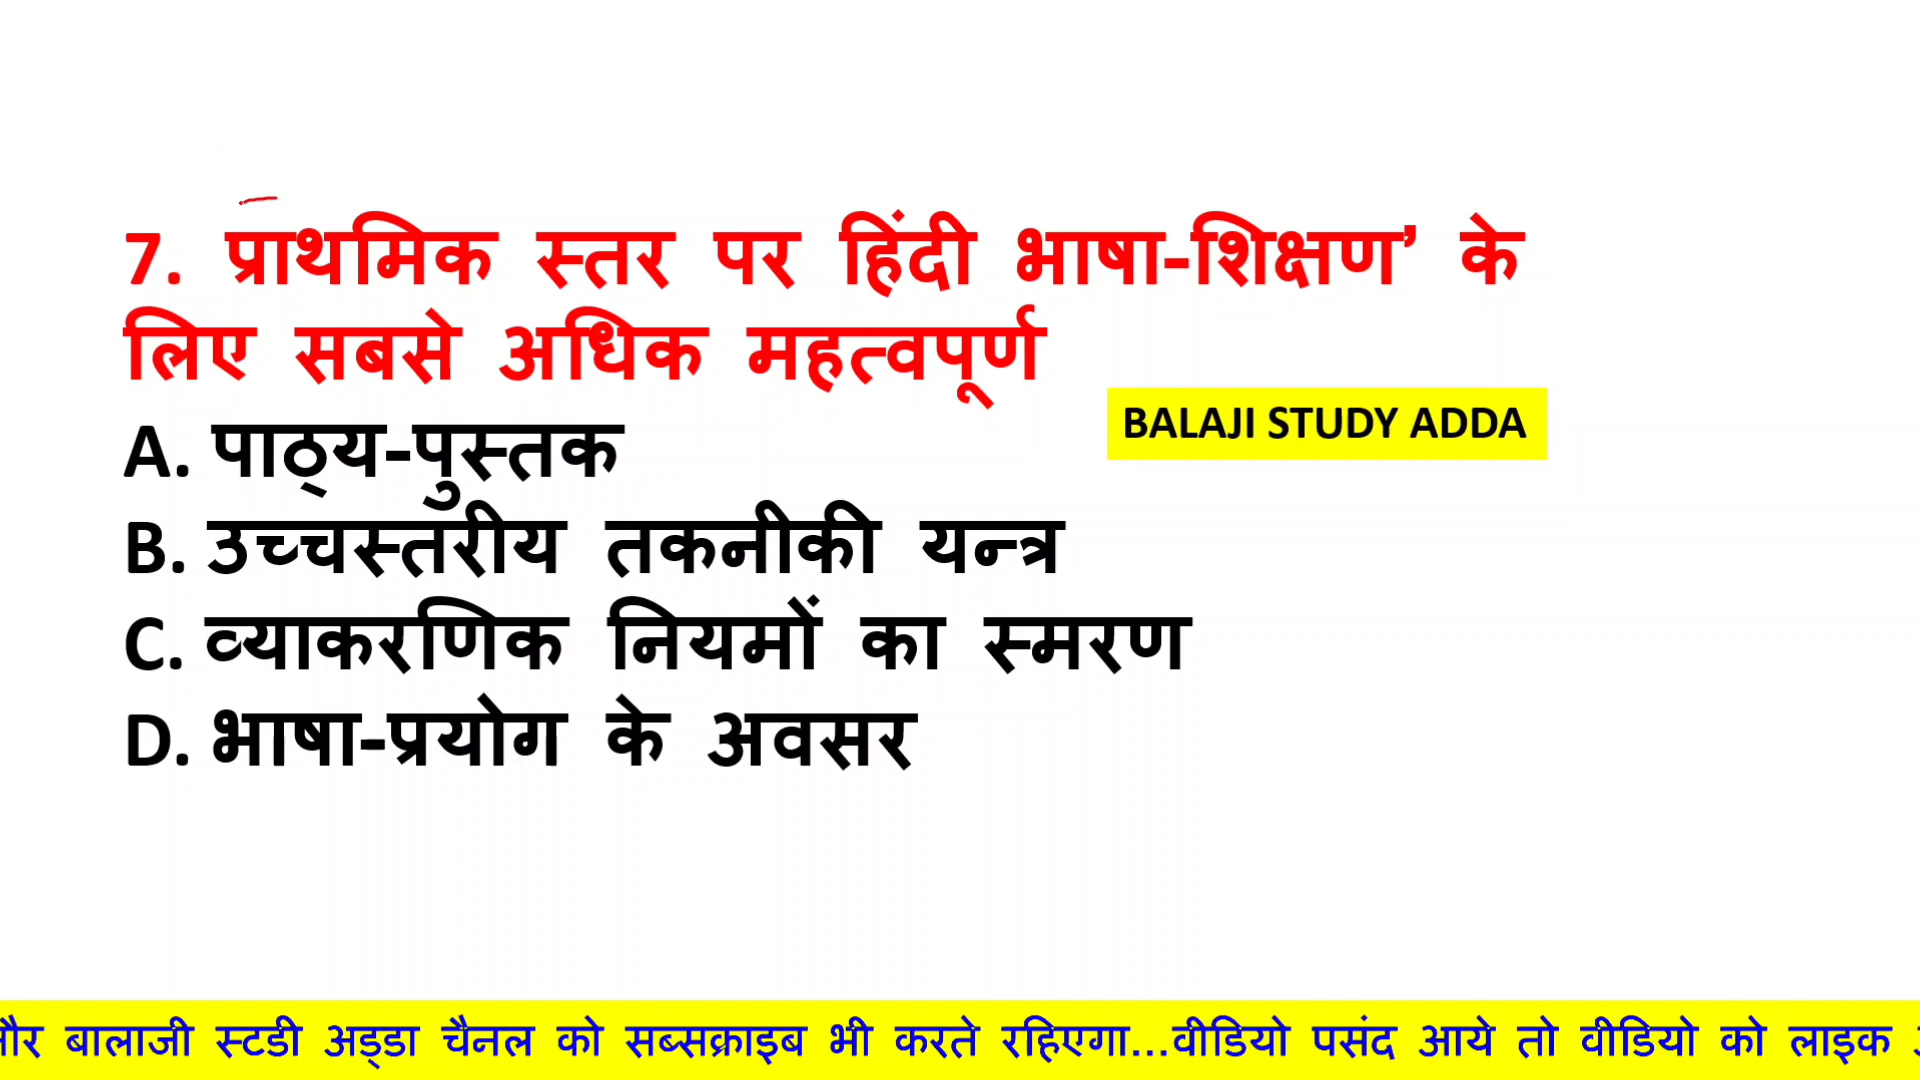 7. प्राथमिक स्तर पर हिंदी भाषा-शिक्षण’ के
लिए सबसे अधिक महत्वपूर्ण
BALAJI STUDY ADDA
A. पाठ्य-पुस्तक
B. उच्चस्तरीय तकनीकी यन्त्र
C. व्याकरणिक नियमों का स्मरण
D. भाषा-प्रयोग के अवसर
और बालाजी स्टडी अड्डा चैनल को सब्सक्राइब भी करते रहिएगा...वीडियो पसंद आये तो वीडियो को लाइक